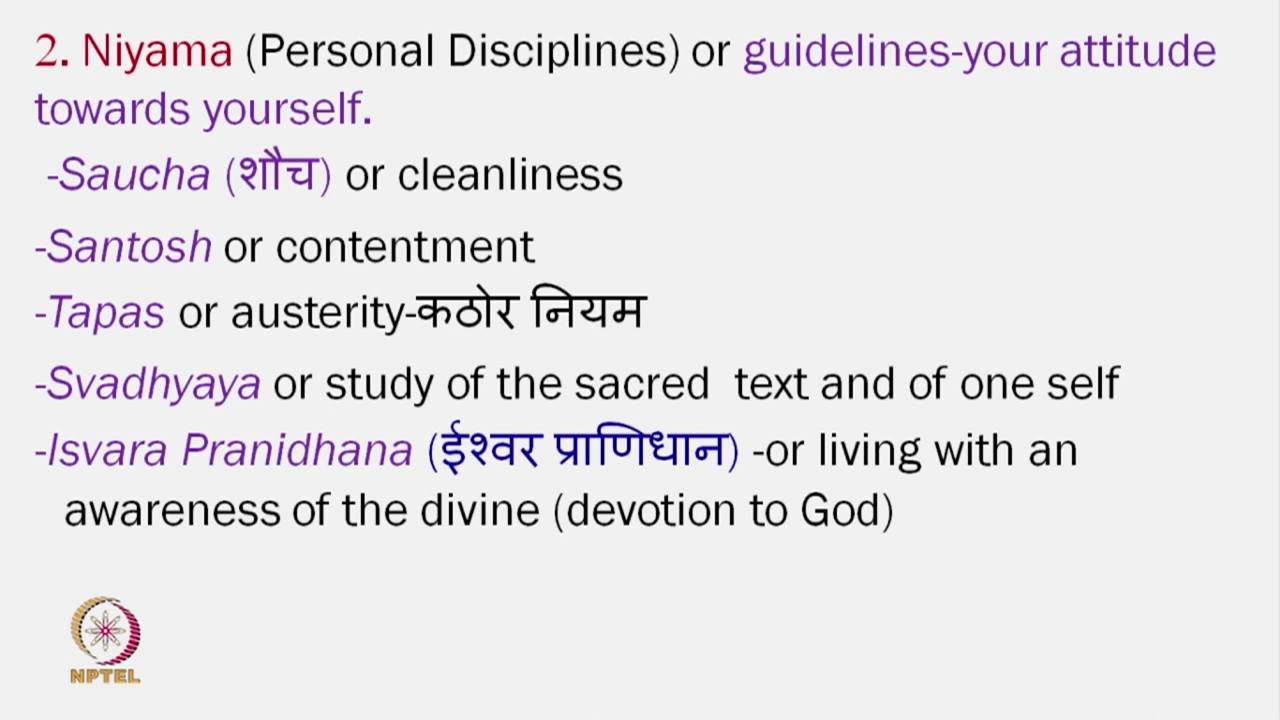 2. Niyama (Personal Disciplines) or guidelines-your attitude
towards yourself.
-Saucha (शौच) or cleanliness
-Santosh or contentment
-Tapas or austerity-कठोर नियम
-Svadhyaya or study of the sacred text and of one self
-Isvara Pranidhana (ईश्वर प्राणिधान) -or living with an
awareness of the divine (devotion to God)
NPTEL